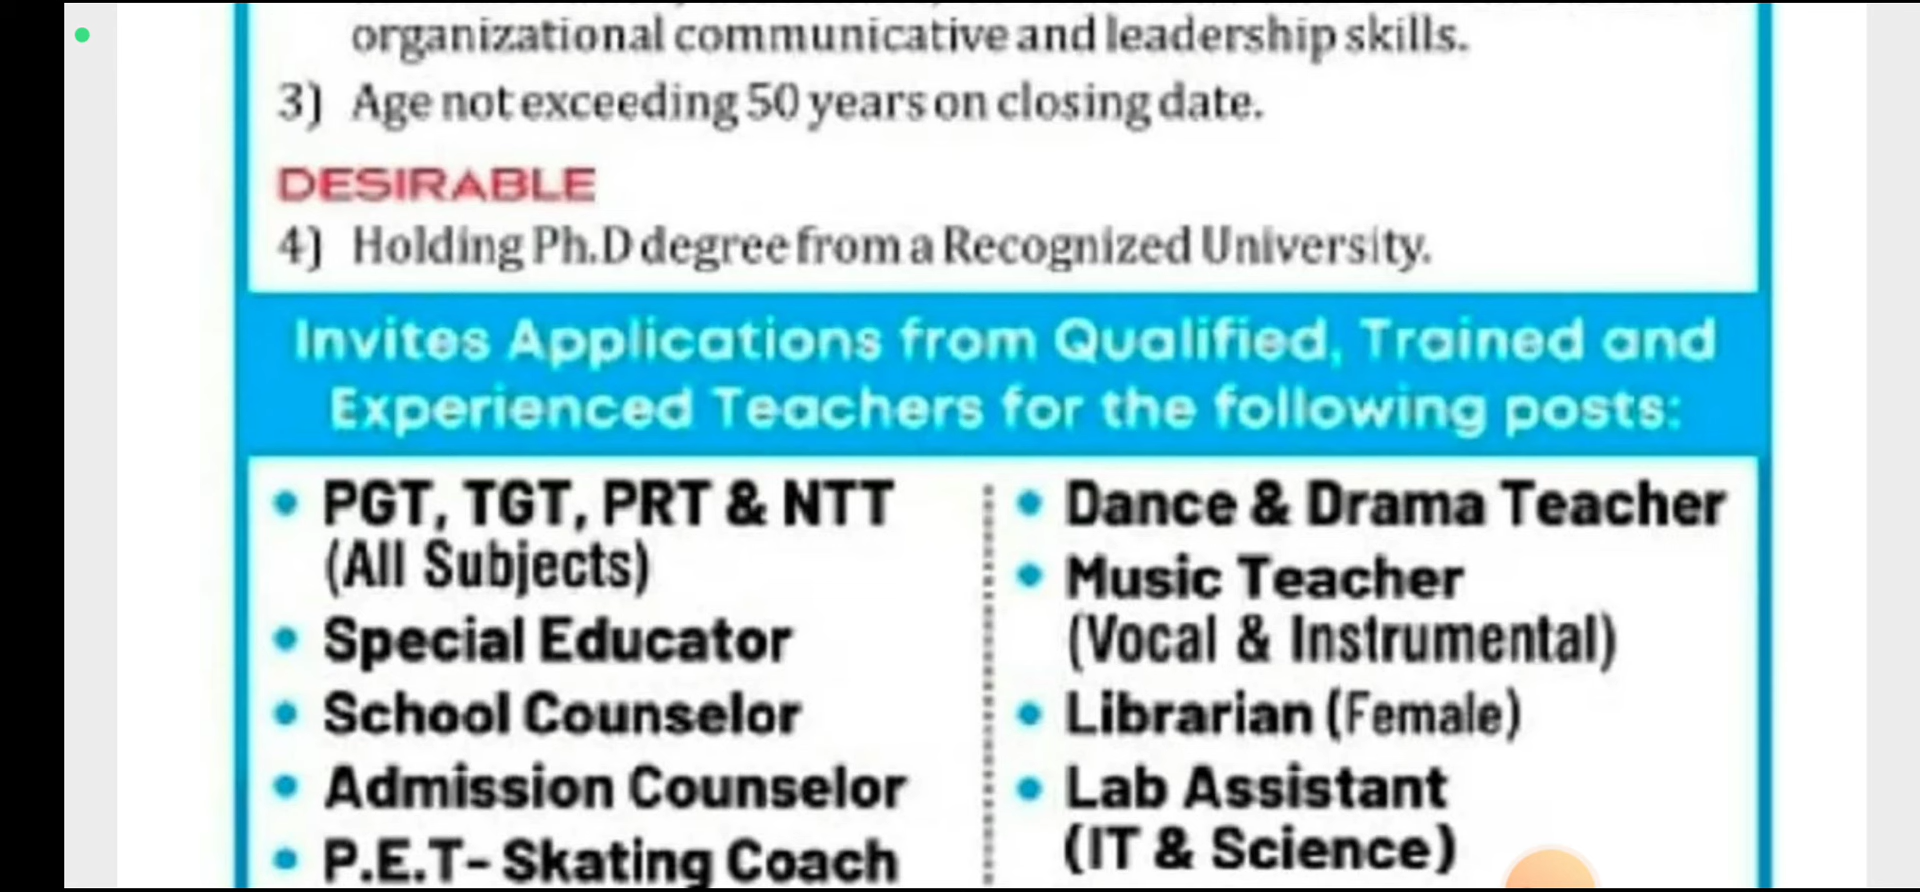 organizational communicative and leadership skills.
3) Age not exceeding 50 years on closing date.
DESIRABLE
4) Holding Ph.D degree from a Recognized University.
Invites Applications from Qualified, Trained and
Experienced Teachers for the following posts:
• PGT, TGT, PRT & NTT
(All Subjects)
• Special Educator
• School Counselor
• Admission Counselor
• P.E.T- Skating Coach
• Dance & Drama Teacher
• Music Teacher
(Vocal & Instrumental)
• Librarian (Female)
• Lab Assistant
(IT & Science)